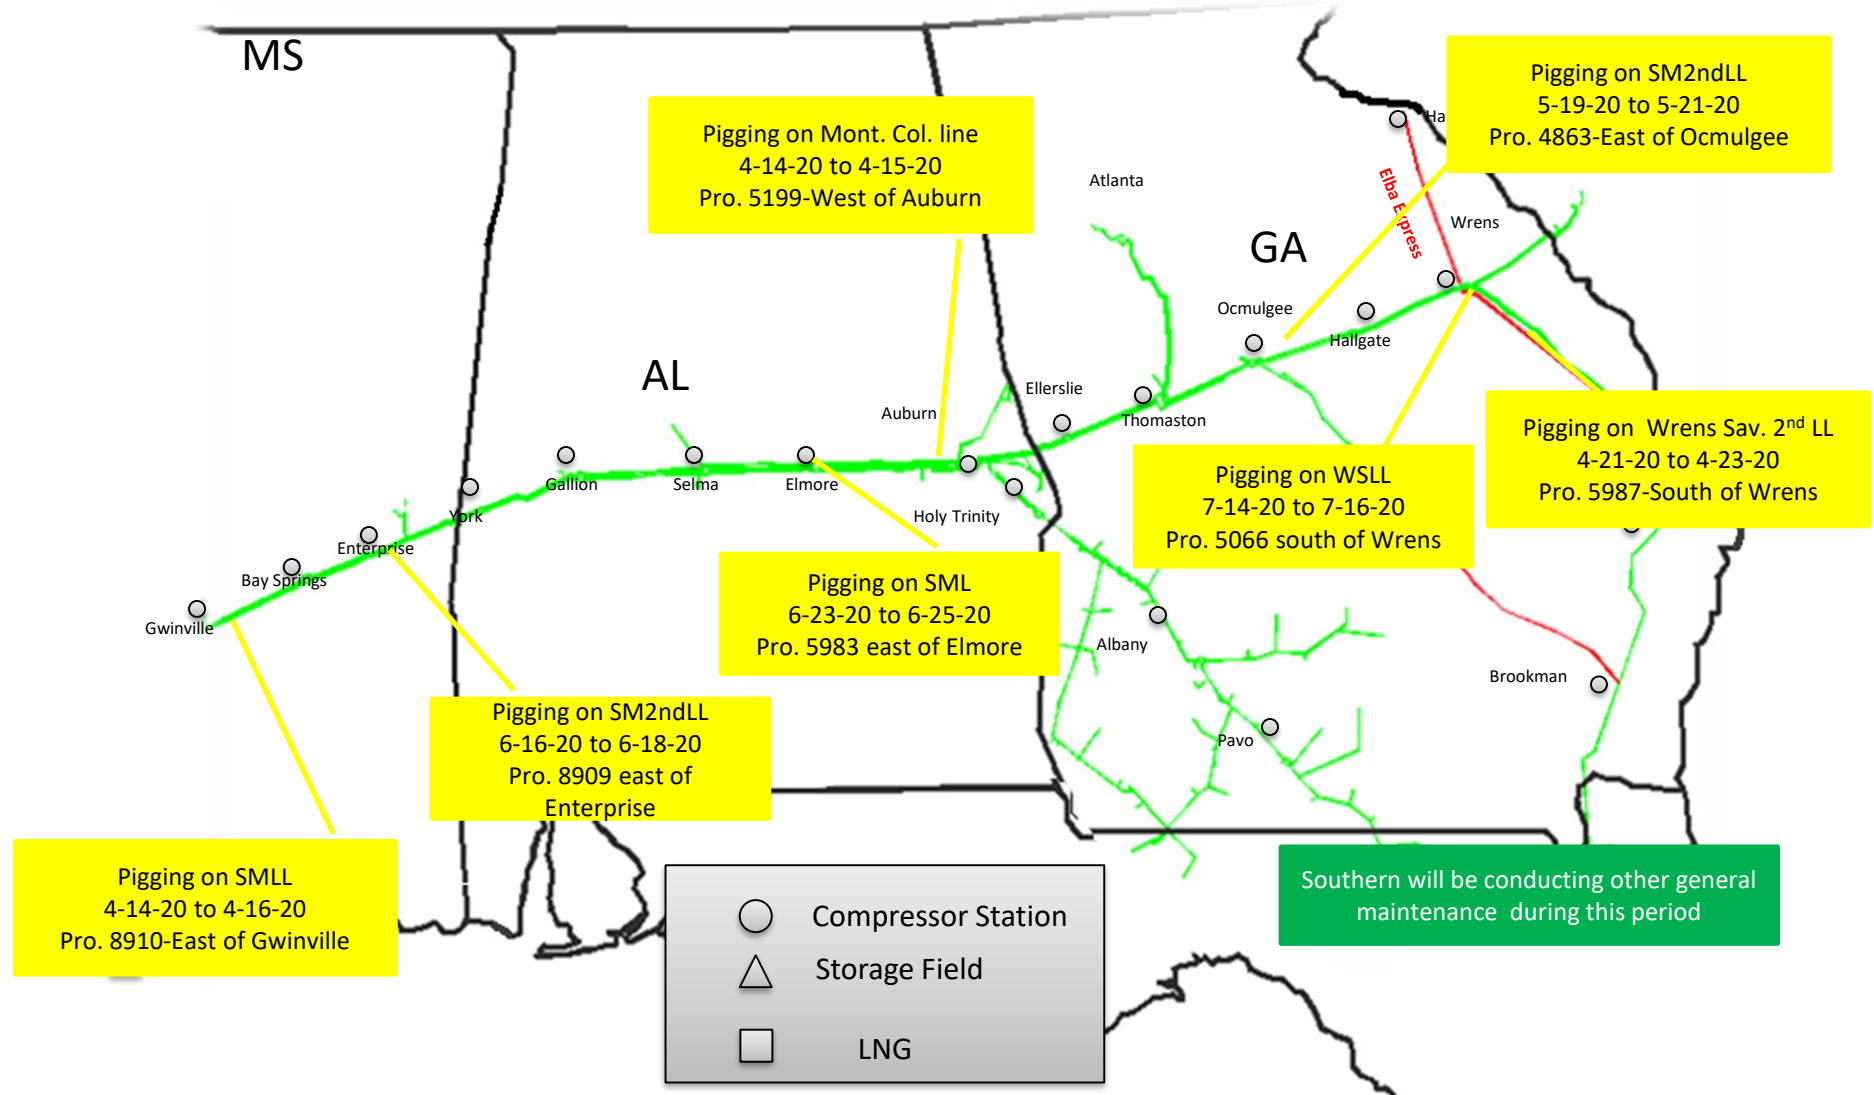 MS
Pigging on SM2ndLL
5-19-20 to 5-21-20
Pro. 4863-East of Ocmulgee
Pigging on Mont. Col. line
4-14-20 to 4-15-20
Pro. 5199-West of Auburn
Ha
Atlanta
Elba Express
Wrens
GA
Ocmulgee
Hallgate
AL
Ellerslie
Auburn
Thomaston
Pigging on Wrens Sav. 2nd LL
4-21-20 to 4-23-20
Pro. 5987-South of Wrens
Pigging on WSLL
7-14-20 to 7-16-20
Pro. 5066 south of Wrens
Gallion
Selma
Elmore
York
Holy Trinity
Enterprise
Bay Springs
Gwinville
Pigging on SML
6-23-20 to 6-25-20
Pro. 5983 east of Elmore
Albany
Brookman
Pavo
Pigging on SM2ndLL
6-16-20 to 6-18-20
Pro. 8909 east of
Enterprise
Pigging on SMLL
4-14-20 to 4-16-20
Pro. 8910-East of Gwinville
Southern will be conducting other general
maintenance during this period
Compressor Station
Storage Field
LNG